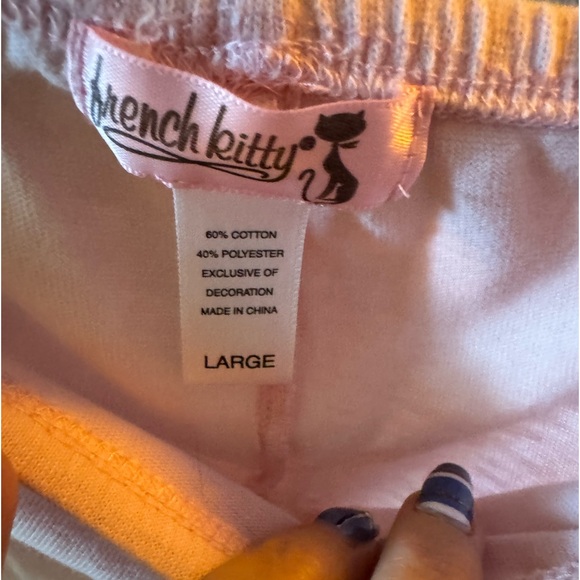 french kitty
60% COTTON
40% POLYESTER
EXCLUSIVE OF
DECORATION
MADE IN CHINA
LARGE